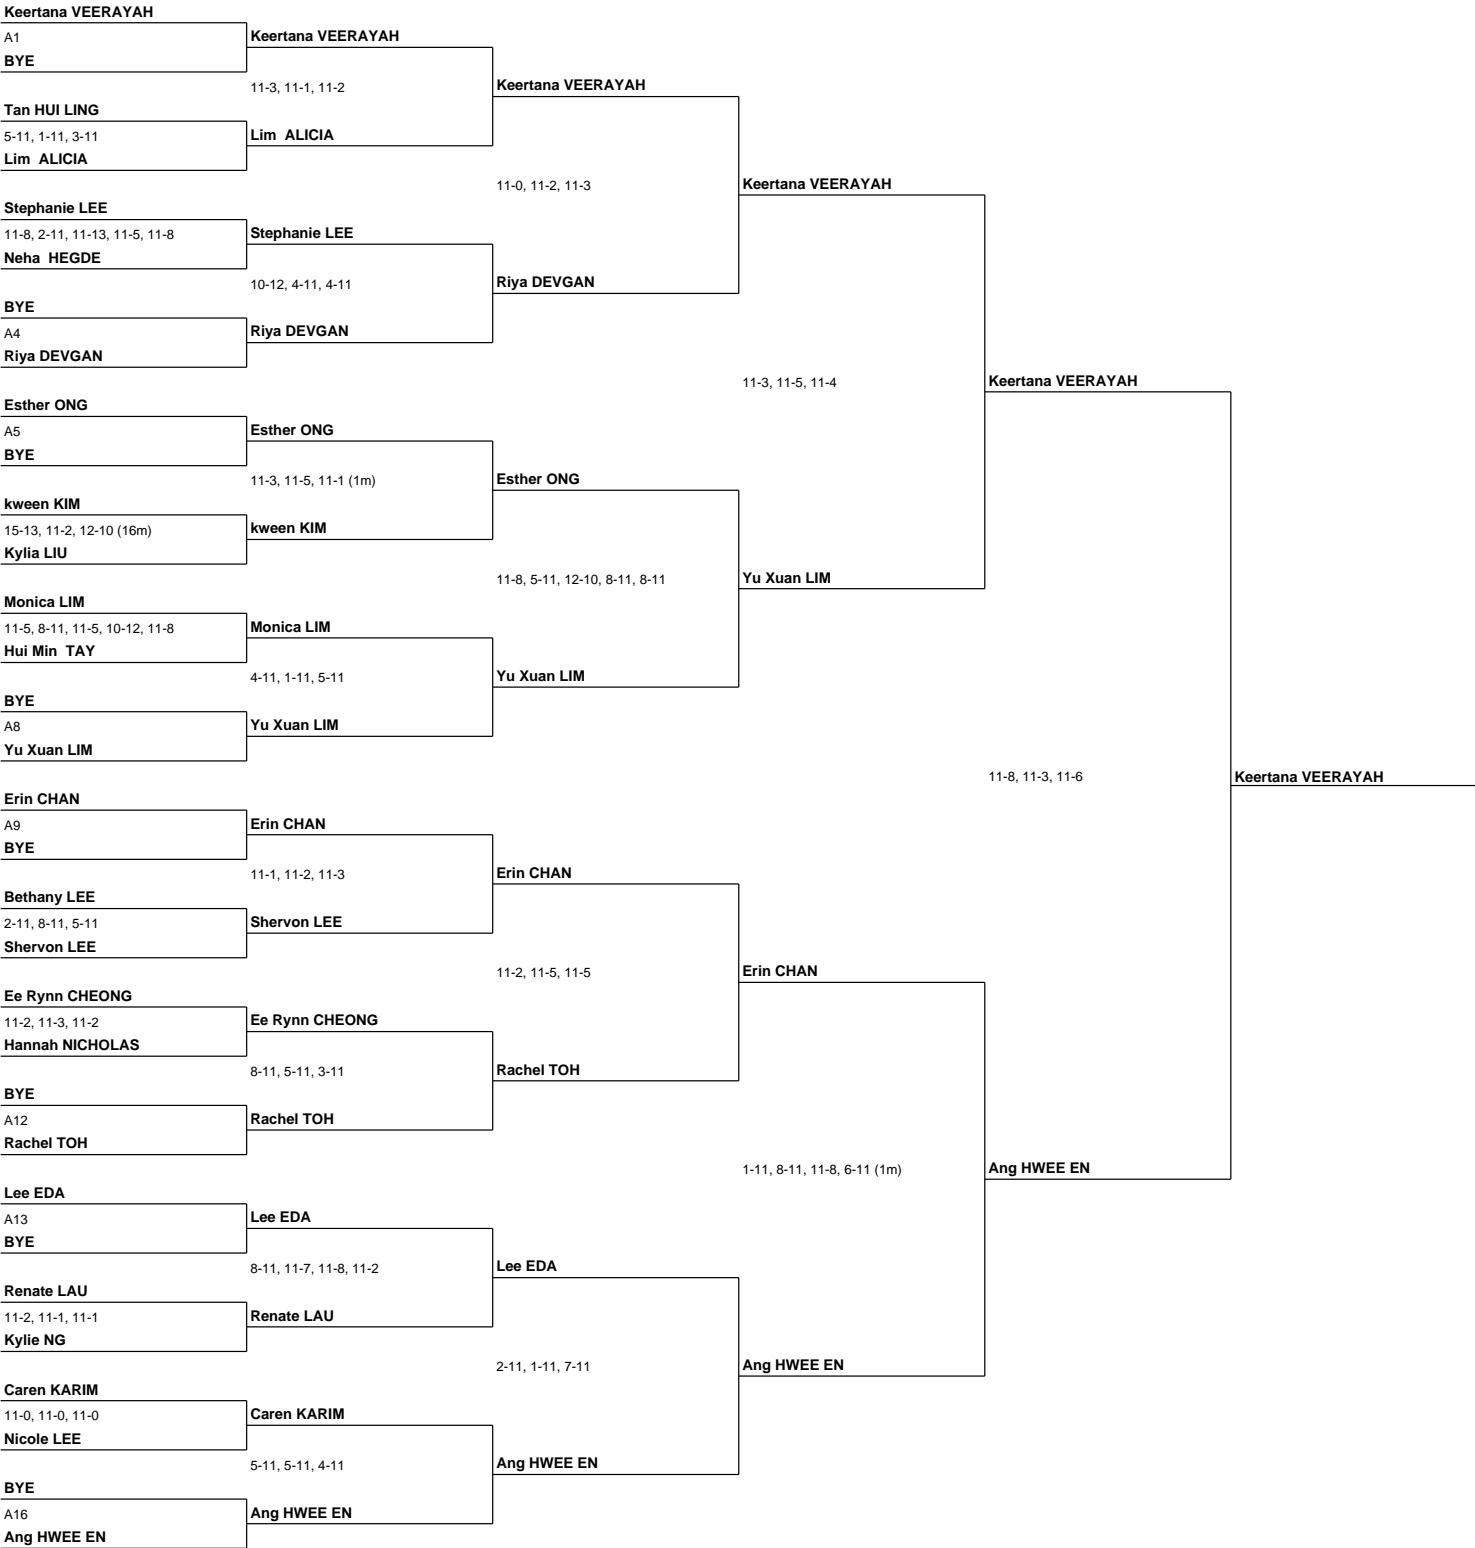 Keertana VEERAYAH
A1
BYE
Keertana VEERAYAH
11-3, 11-1, 11-2
Keertana VEERAYAH
Tan HUI LING
5-11, 1-11, 3-11
Lim  ALICIA
Lim  ALICIA
11-0, 11-2, 11-3
Keertana VEERAYAH
Stephanie LEE
11-8, 2-11, 11-13, 11-5, 11-8
Neha  HEGDE
Stephanie LEE
10-12, 4-11, 4-11
Riya DEVGAN
BYE
A4
Riya DEVGAN
Riya DEVGAN
11-3, 11-5, 11-4
Keertana VEERAYAH
Esther ONG
A5
BYE
Esther ONG
11-3, 11-5, 11-1 (1m)
Esther ONG
kween KIM
15-13, 11-2, 12-10 (16m)
Kylia LIU
kween KIM
11-8, 5-11, 12-10, 8-11, 8-11
Yu Xuan LIM
Monica LIM
11-5, 8-11, 11-5, 10-12, 11-8
Hui Min  TAY
Monica LIM
4-11, 1-11, 5-11
Yu Xuan LIM
BYE
A8
Yu Xuan LIM
Yu Xuan LIM
11-8, 11-3, 11-6
Keertana VEERAYAH
Erin CHAN
A9
BYE
Erin CHAN
11-1, 11-2, 11-3
Erin CHAN
Bethany LEE
2-11, 8-11, 5-11
Shervon LEE
Shervon LEE
11-2, 11-5, 11-5
Erin CHAN
Ee Rynn CHEONG
11-2, 11-3, 11-2
Hannah NICHOLAS
Ee Rynn CHEONG
8-11, 5-11, 3-11
Rachel TOH
BYE
A12
Rachel TOH
Rachel TOH
1-11, 8-11, 11-8, 6-11 (1m)
Ang HWEE EN
Lee EDA
A13
BYE
Lee EDA
8-11, 11-7, 11-8, 11-2
Lee EDA
Renate LAU
11-2, 11-1, 11-1
Kylie NG
Renate LAU
2-11, 1-11, 7-11
Ang HWEE EN
Caren KARIM
11-0, 11-0, 11-0
Nicole LEE
Caren KARIM
5-11, 5-11, 4-11
Ang HWEE EN
BYE
A16
Ang HWEE EN
Ang HWEE EN